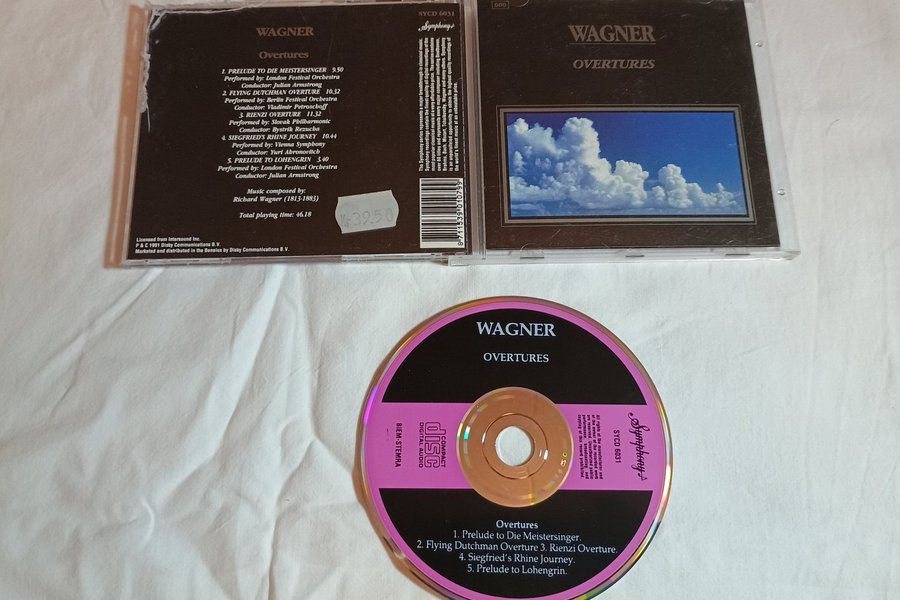 WAGNER
Overtures
1. PRELUDE TO DIE MEISTERSINGER 9.50
Performed by: London Festival Orchestra
Conductor: Julian Armstrong
2. FLYING DUTCHMAN OVERTURE 10.32
Performed by: Berlin Festival Orchestra
Conductor: Vladimir Petroschoff
3. RIENZI OVERTURE 11.32
Performed by: Slovak Philharmonic
Conductor: Bystrik Rezucha
4. SIEGFRIED'S RHINE JOURNEY 10.44
Performed by: Vienna Symphony
Conductor: Yuri Ahronovitch
5. PRELUDE TO LOHENGRIN 3.40
Performed by: London Festival Orchestra
Conductor: Julian Armstrong
Music composed by:
Richard Wagner (1813-1883)
Total playing time: 46.18
Licensed from Intersound Inc.
P & C 1991 Disky Communications B.V.
Marketed and distributed in the Benelux by Disky Communications B.V.
43950
SYCD 6031
Symphony
8 711539 010799
DDD
WAGNER
OVERTURES
WAGNER
OVERTURES
COMPACT
disc
DIGITAL AUDIO
BIEM-STEMRA
Symphony
SYCD 6031
Overtures
1. Prelude to Die Meistersinger.
2. Flying Dutchman Overture 3. Rienzi Overture.
4. Siegfried's Rhine Journey.
5. Prelude to Lohengrin.